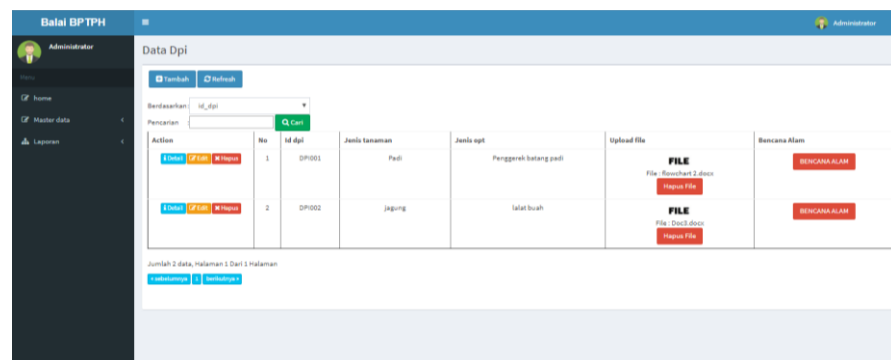 Balai BPTPH
Administrator
Administrator
Menu
home
Master data
Laporan
Data Dpi
Tambah Refresh
Berdasarkan: id_dpi
Pencarian : Cari
Action No Id dpi Jenis tanaman Jenis opt Upload file Bencana Alam
Detail Edit Hapus 1 DPI001 Padi Penggerek batang padi FILE BENCANA ALAM
File : flowchart 2.docx
Hapus File
Detail Edit Hapus 2 DPI002 jagung lalat buah FILE BENCANA ALAM
File : Doc3.docx
Hapus File
Jumlah 2 data, Halaman 1 Dari 1 Halaman
« sebelumnya 1 berikutnya »